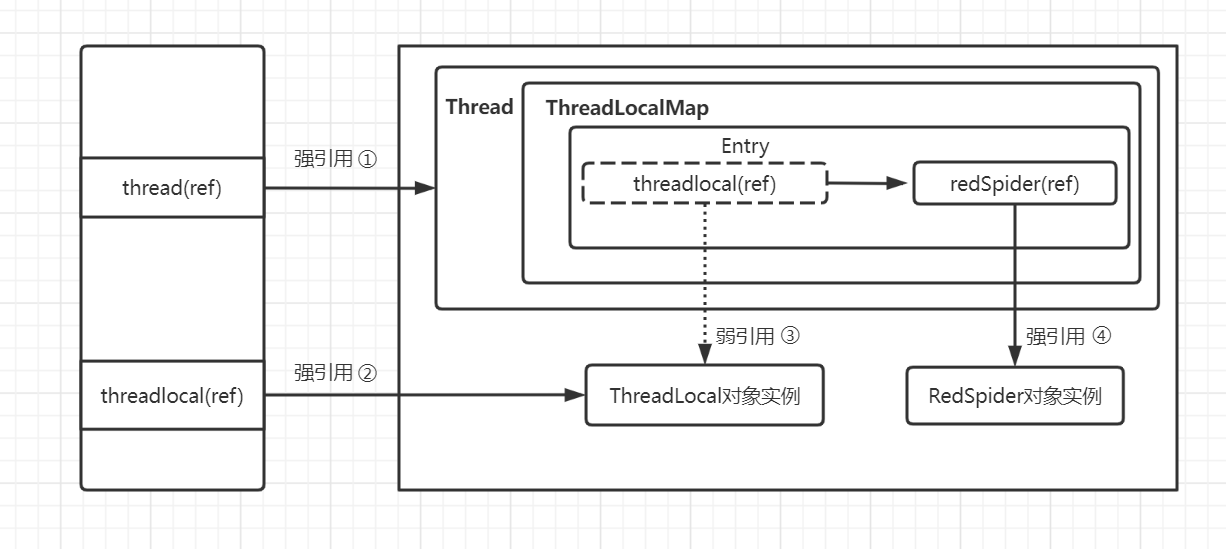 Thread
ThreadLocalMap
Entry
强引用 ①
thread(ref)
threadlocal(ref)
redSpider(ref)
弱引用 ③
强引用 ④
强引用 ②
threadlocal(ref)
ThreadLocal对象实例
RedSpider对象实例